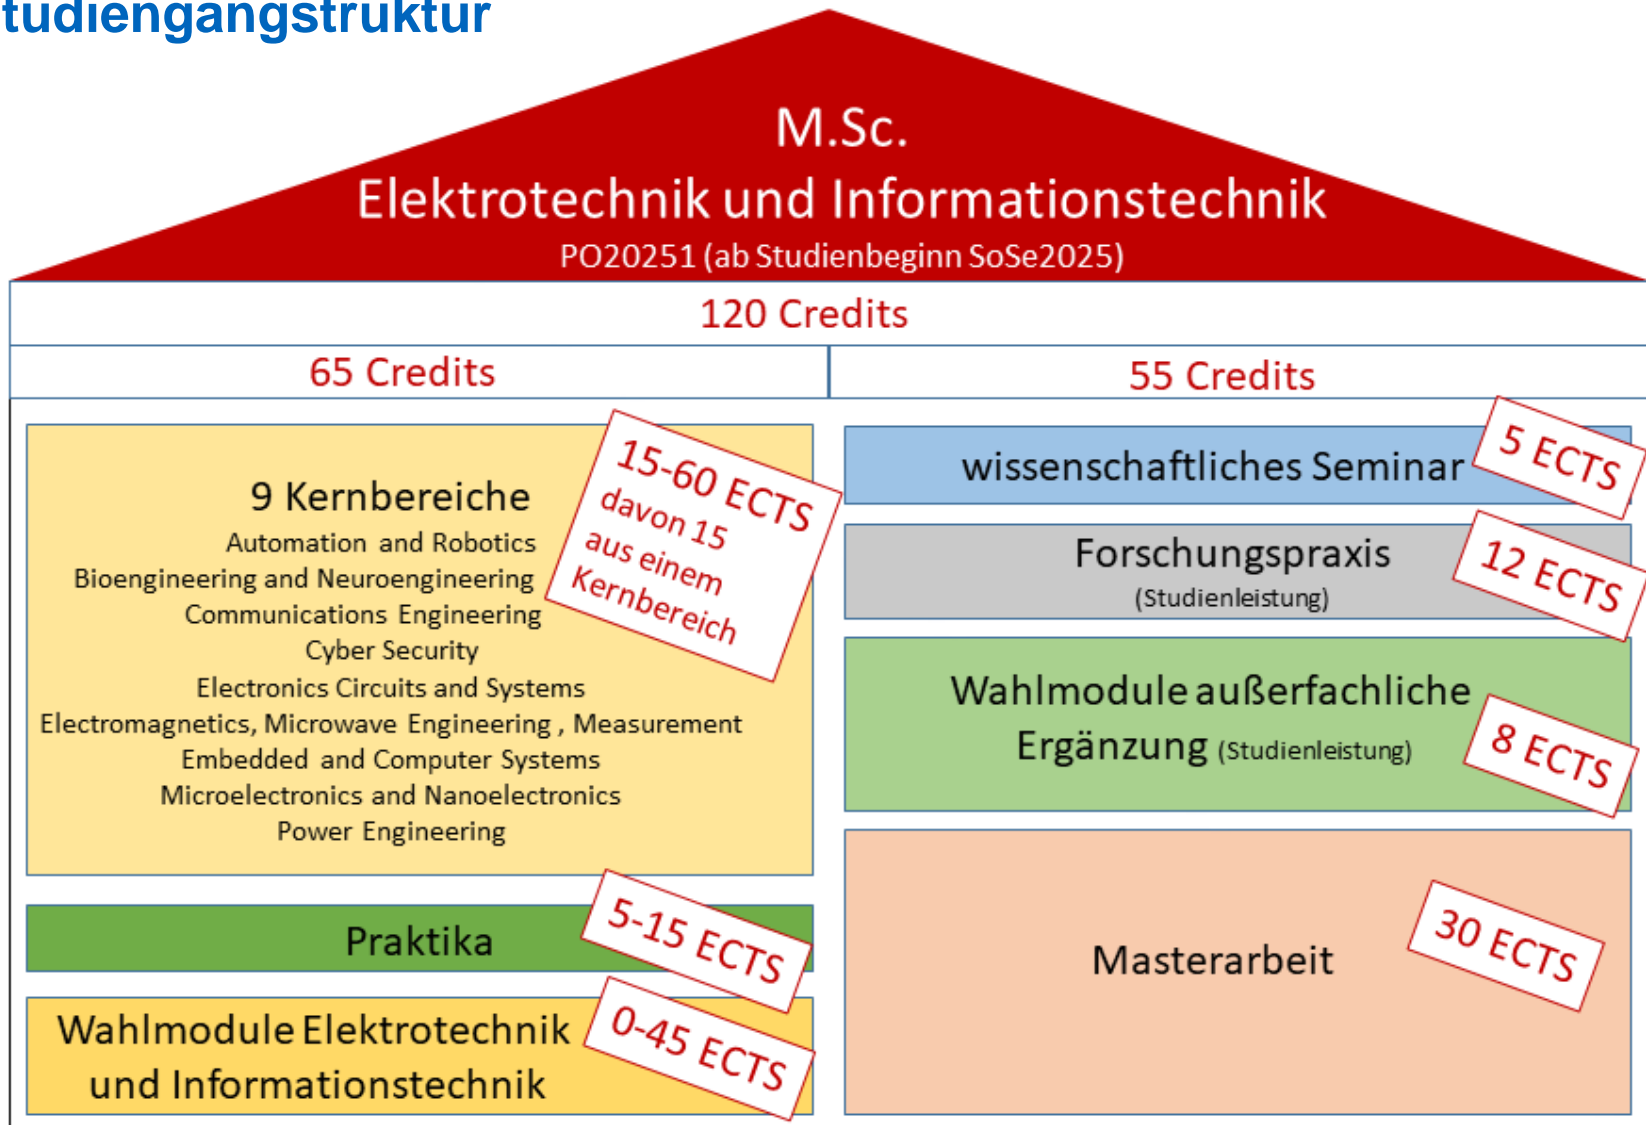 tudiengangstruktur
M.Sc.
Elektrotechnik und Informationstechnik
PO20251 (ab Studienbeginn SoSe2025)
120 Credits
65 Credits
55 Credits
9 Kernbereiche
Automation and Robotics
Bioengineering and Neuroengineering
Communications Engineering
Cyber Security
Electronics Circuits and Systems
Electromagnetics, Microwave Engineering , Measurement
Embedded and Computer Systems
Microelectronics and Nanoelectronics
Power Engineering
15-60 ECTS
davon 15
aus einem
Kernbereich
Praktika
5-15 ECTS
Wahlmodule Elektrotechnik
und Informationstechnik
0-45 ECTS
wissenschaftliches Seminar
5 ECTS
Forschungspraxis
(Studienleistung)
12 ECTS
Wahlmodule außerfachliche
Ergänzung (Studienleistung)
8 ECTS
Masterarbeit
30 ECTS